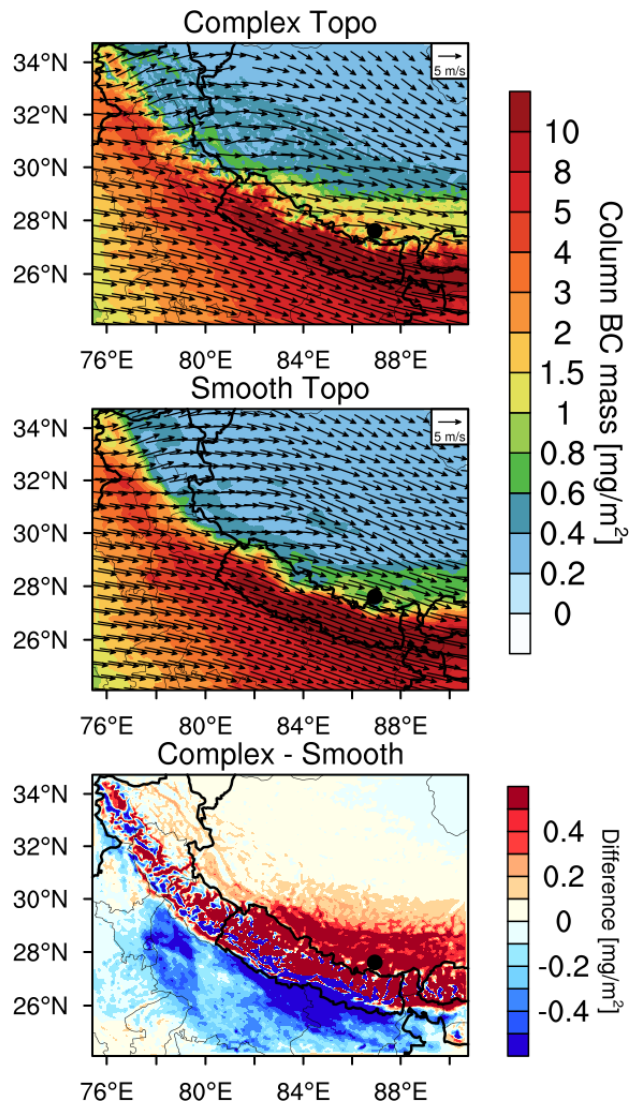 Complex Topo
34°N
32°N
30°N
28°N
26°N
5 m/s
76°E 80°E 84°E 88°E
Smooth Topo
34°N
32°N
30°N
28°N
26°N
5 m/s
76°E 80°E 84°E 88°E
10
8
5
4
3
2
1.5
1
0.8
0.6
0.4
0.2
0
Column BC mass [mg/m²]
Complex - Smooth
34°N
32°N
30°N
28°N
26°N
76°E 80°E 84°E 88°E
0.4
0.2
0
-0.2
-0.4
Difference [mg/m²]